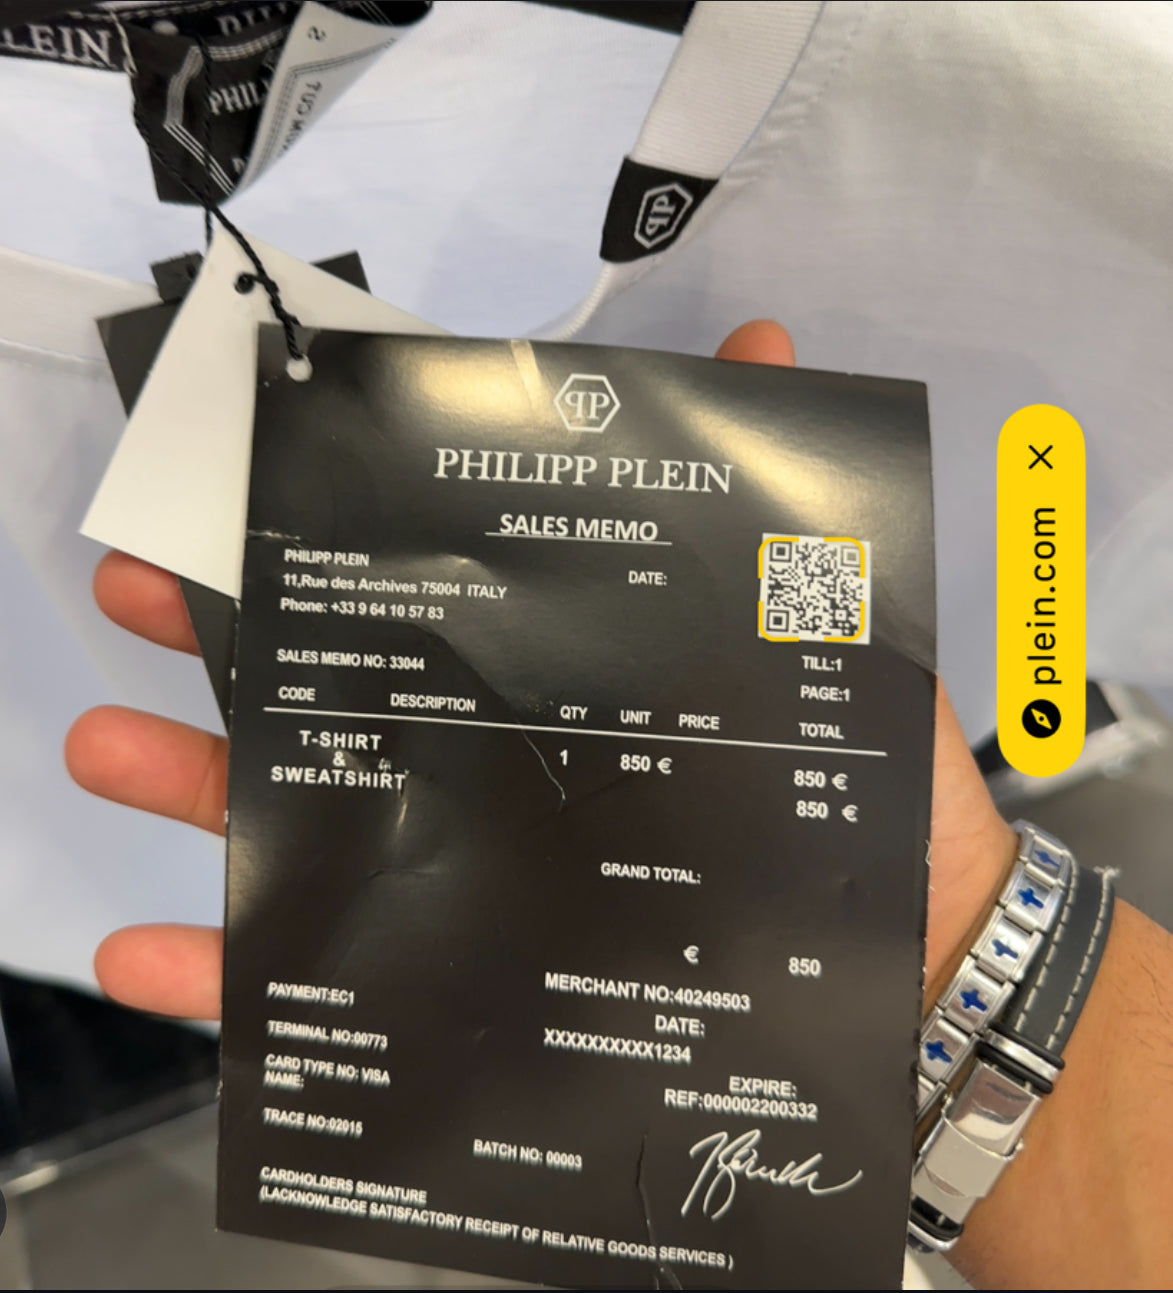 LEIN
PHIL
PHILIPP PLEIN
SALES MEMO
PHILIPP PLEIN
11,Rue des Archives 75004 ITALY
Phone: +33 9 64 10 57 83
DATE:
SALES MEMO NO: 33044
TILL:1
PAGE:1
CODE DESCRIPTION QTY UNIT PRICE TOTAL
T-SHIRT
&
SWEATSHIRT
1 850 € 850 €
850 €
GRAND TOTAL:
€ 850
PAYMENT:EC1
MERCHANT NO:40249503
DATE:
TERMINAL NO:00773
XXXXXXXXXX1234
CARD TYPE NO: VISA
NAME:
EXPIRE:
REF:000002200332
TRACE NO:02015
BATCH NO: 00003
CARDHOLDERS SIGNATURE
(LACKNOWLEDGE SATISFACTORY RECEIPT OF RELATIVE GOODS SERVICES )
plein.com